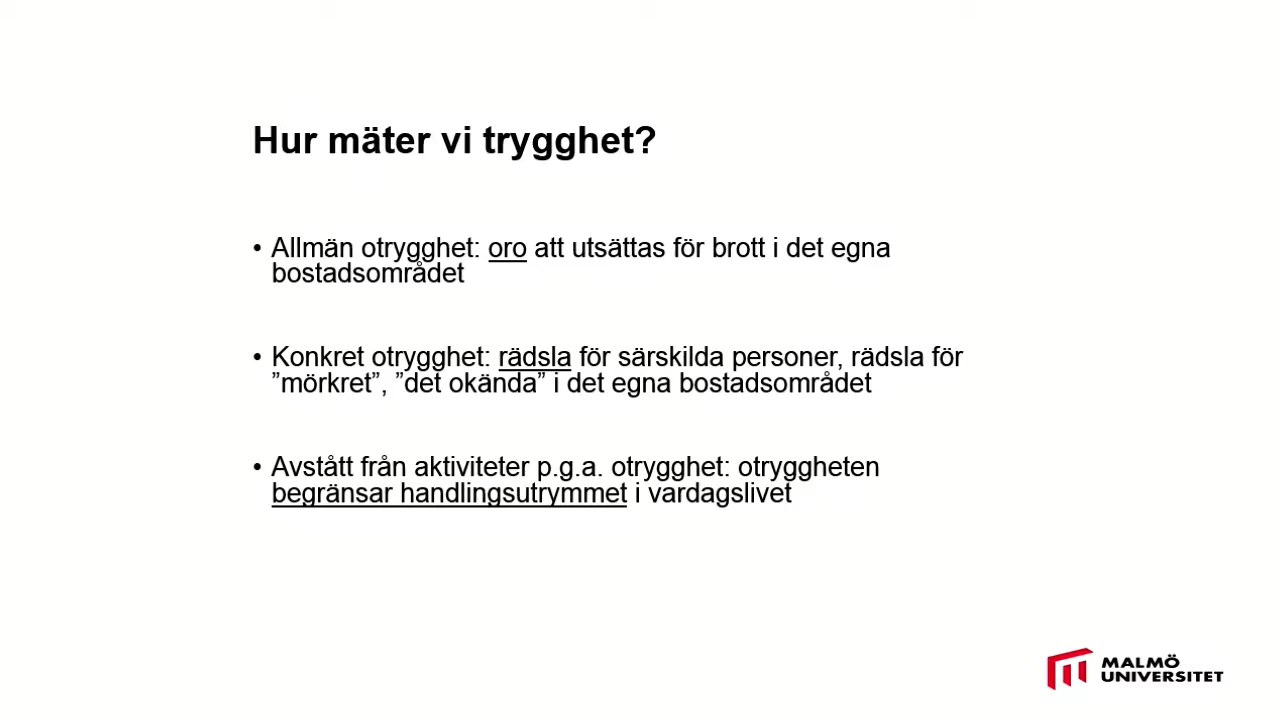 Hur mäter vi trygghet?
• Allmän otrygghet: oro att utsättas för brott i det egna
bostadsområdet
• Konkret otrygghet: rädsla för särskilda personer, rädsla för
”mörkret”, ”det okända” i det egna bostadsområdet
• Avstått från aktiviteter p.g.a. otrygghet: otryggheten
begränsar handlingsutrymmet i vardagslivet
MALMÖ
UNIVERSITET